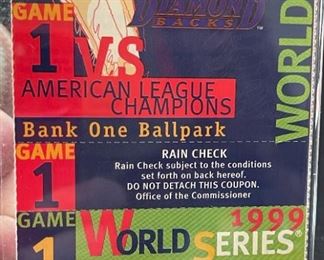 GAME
DIAMOND
BACKS™
1
VS
WORLD
AMERICAN LEAGUE
CHAMPIONS
Bank One Ballpark
GAME
1
RAIN CHECK
Rain Check subject to the conditions
set forth on back hereof.
DO NOT DETACH THIS COUPON.
Office of the Commissioner
GAME
1
1999
WORLD SERIES®